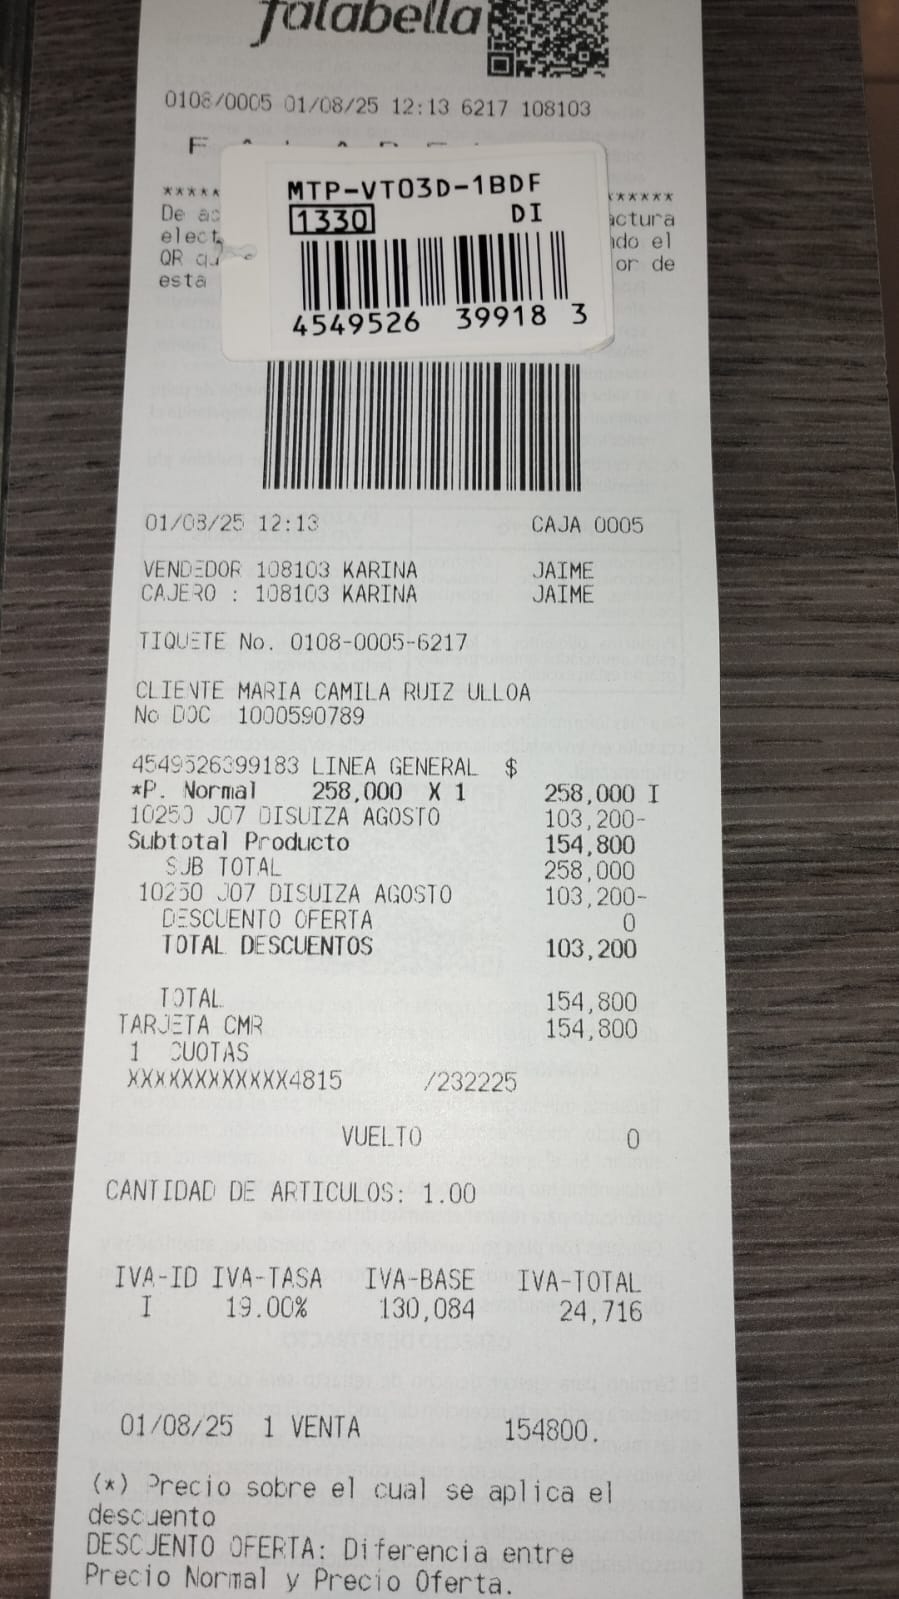 falabella
0108/0005 01/08/25 12:13 6217 108103
MTP-VT03D-1BDF
1330 DI
4549526 39918 3
*****
******
De
actura
elect
el
QR
or de
esta
01/08/25 12:13 CAJA 0005
VENDEDOR 108103 KARINA JAIME
CAJERO : 108103 KARINA JAIME
TIQUETE No. 0108-0005-6217
CLIENTE MARIA CAMILA RUIZ ULLOA
No DOC 1000590789
4549526399183 LINEA GENERAL $
*P. Normal 258,000 X 1 258,000 I
10250 J07 DISUIZA AGOSTO 103,200-
Subtotal Producto 154,800
SUB TOTAL 258,000
10250 J07 DISUIZA AGOSTO 103,200-
DESCUENTO OFERTA 0
TOTAL DESCUENTOS 103,200
TOTAL 154,800
TARJETA CMR 154,800
1 CUOTAS
XXXXXXXXXXXX4815 /232225
VUELTO 0
CANTIDAD DE ARTICULOS: 1.00
IVA-ID IVA-TASA IVA-BASE IVA-TOTAL
I 19.00% 130,084 24,716
01/08/25 1 VENTA 154800.
(*) Precio sobre el cual se aplica el
descuento
DESCUENTO OFERTA: Diferencia entre
Precio Normal y Precio Oferta.